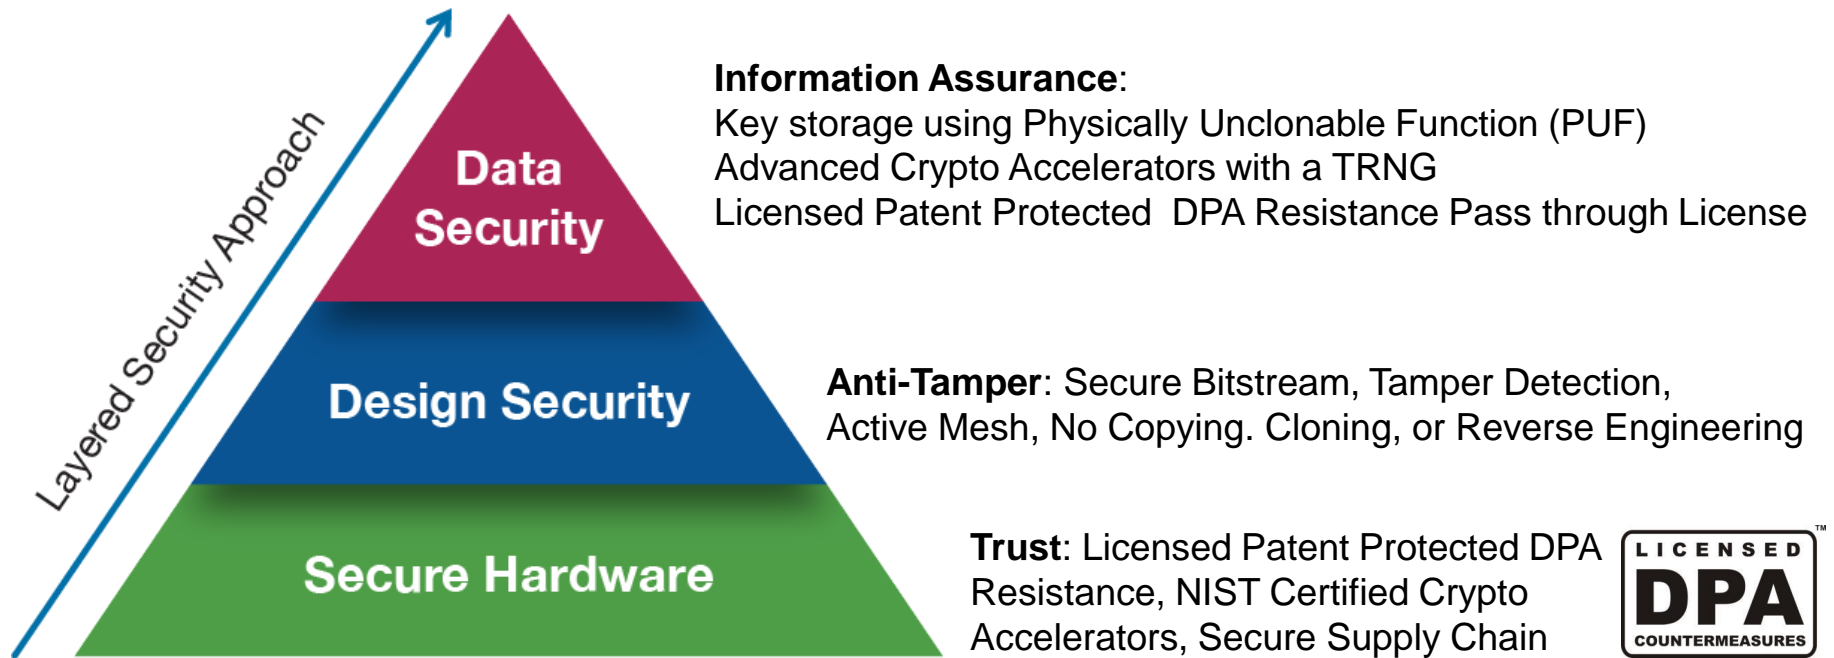 Layered Security Approach
Data
Security
Information Assurance:
Key storage using Physically Unclonable Function (PUF)
Advanced Crypto Accelerators with a TRNG
Licensed Patent Protected  DPA Resistance Pass through License
Design Security
Anti-Tamper: Secure Bitstream, Tamper Detection,
Active Mesh, No Copying. Cloning, or Reverse Engineering
Secure Hardware
Trust: Licensed Patent Protected DPA
Resistance, NIST Certified Crypto
Accelerators, Secure Supply Chain
LICENSED
DPA
COUNTERMEASURES
TM